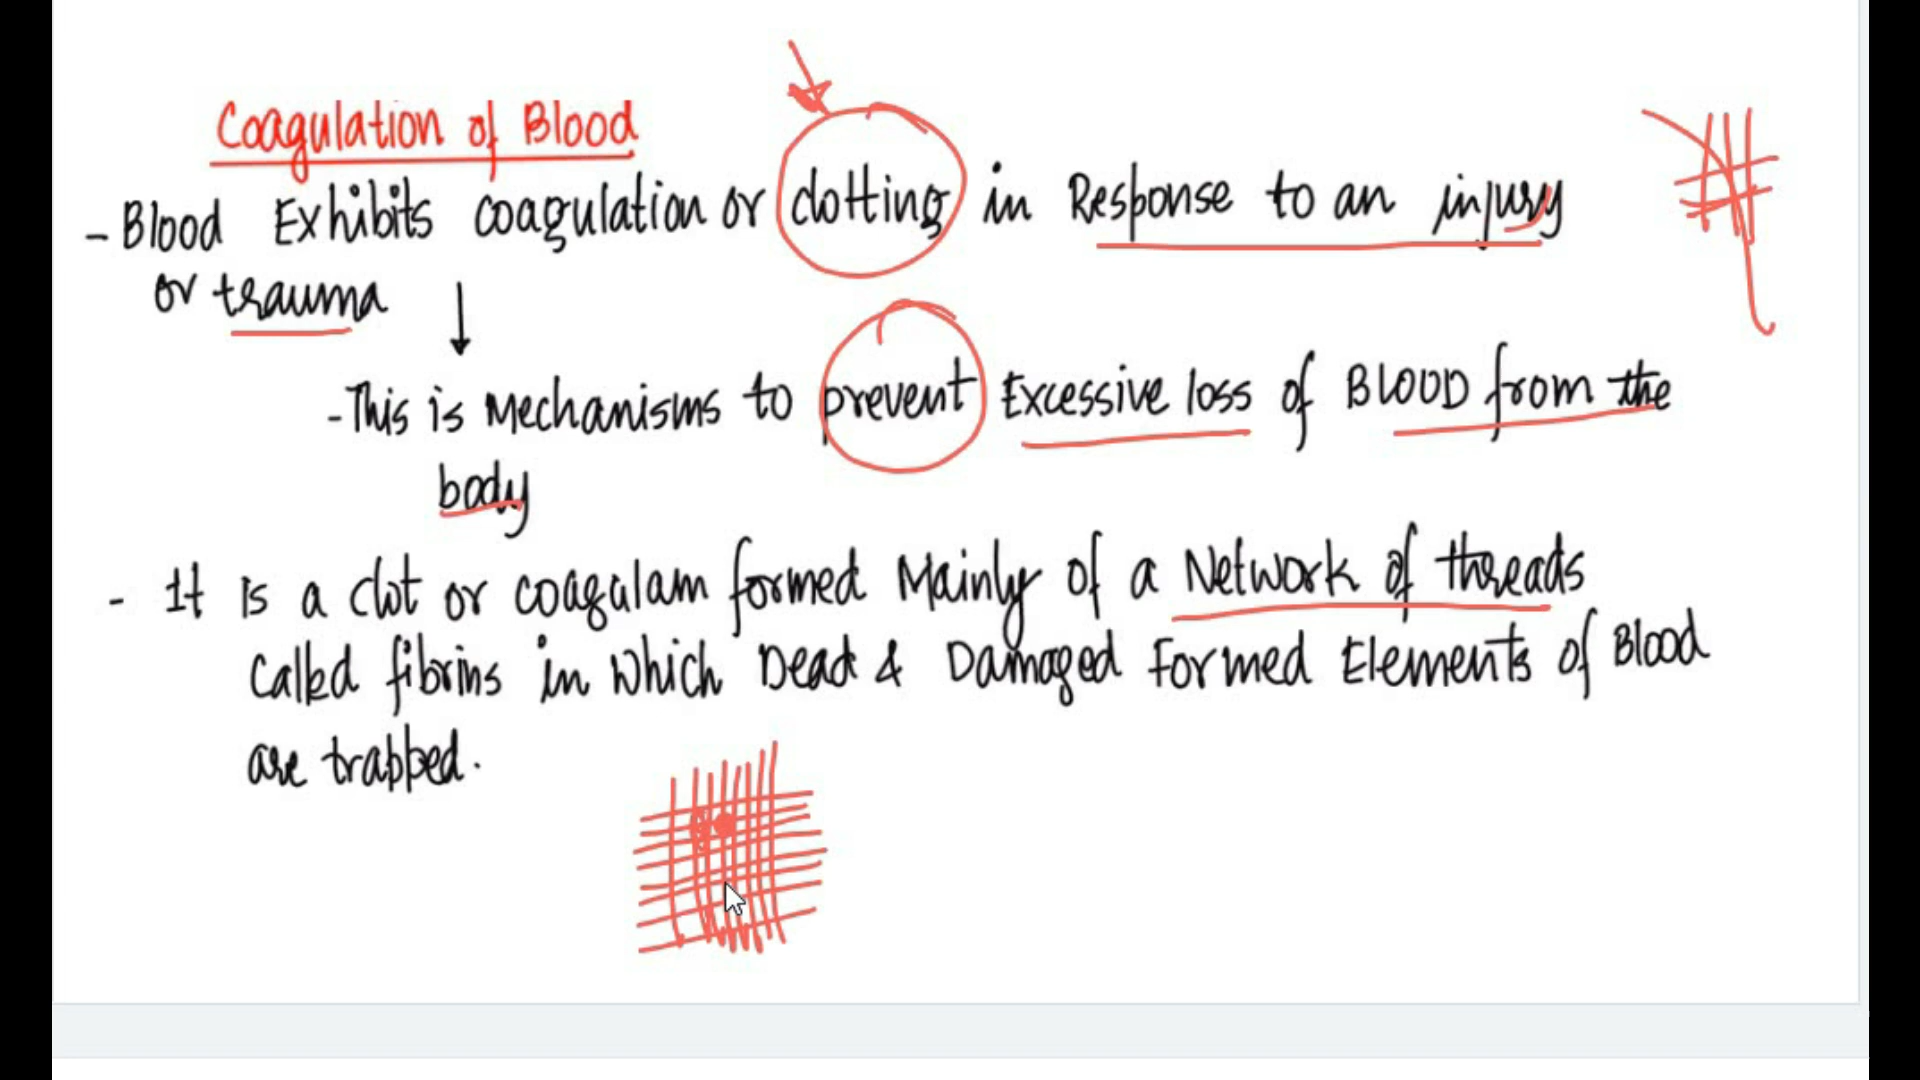 Coagulation of Blood
- Blood Exhibits coagulation or clotting in Response to an injury
or trauma ↓
- This is Mechanisms to prevent Excessive loss of BLOOD from the
body
- It is a clot or coagulam formed Mainly of a Network of threads
Called fibrins in which Dead & Damaged Formed Elements of Blood
are trapped.